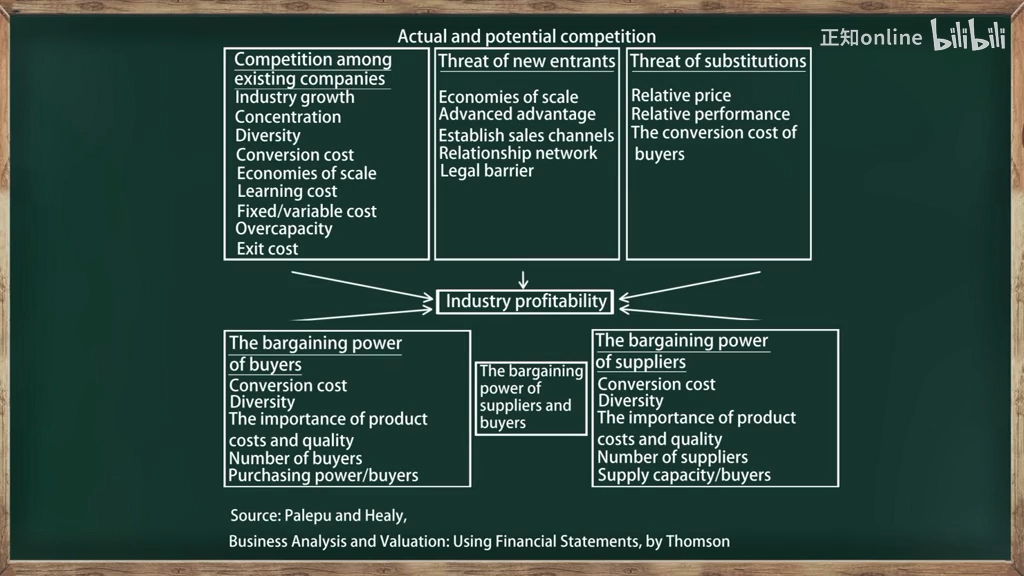 Actual and potential competition
正知online bilibili
Competition among
existing companies
Industry growth
Concentration
Diversity
Conversion cost
Economies of scale
Learning cost
Fixed/variable cost
Overcapacity
Exit cost
Threat of new entrants
Economies of scale
Advanced advantage
Establish sales channels
Relationship network
Legal barrier
Threat of substitutions
Relative price
Relative performance
The conversion cost of
buyers
Industry profitability
The bargaining power
of buyers
Conversion cost
Diversity
The importance of product
costs and quality
Number of buyers
Purchasing power/buyers
The bargaining
power of
suppliers and
buyers
The bargaining power
of suppliers
Conversion cost
Diversity
The importance of product
costs and quality
Number of suppliers
Supply capacity/buyers
Source: Palepu and Healy,
Business Analysis and Valuation: Using Financial Statements, by Thomson